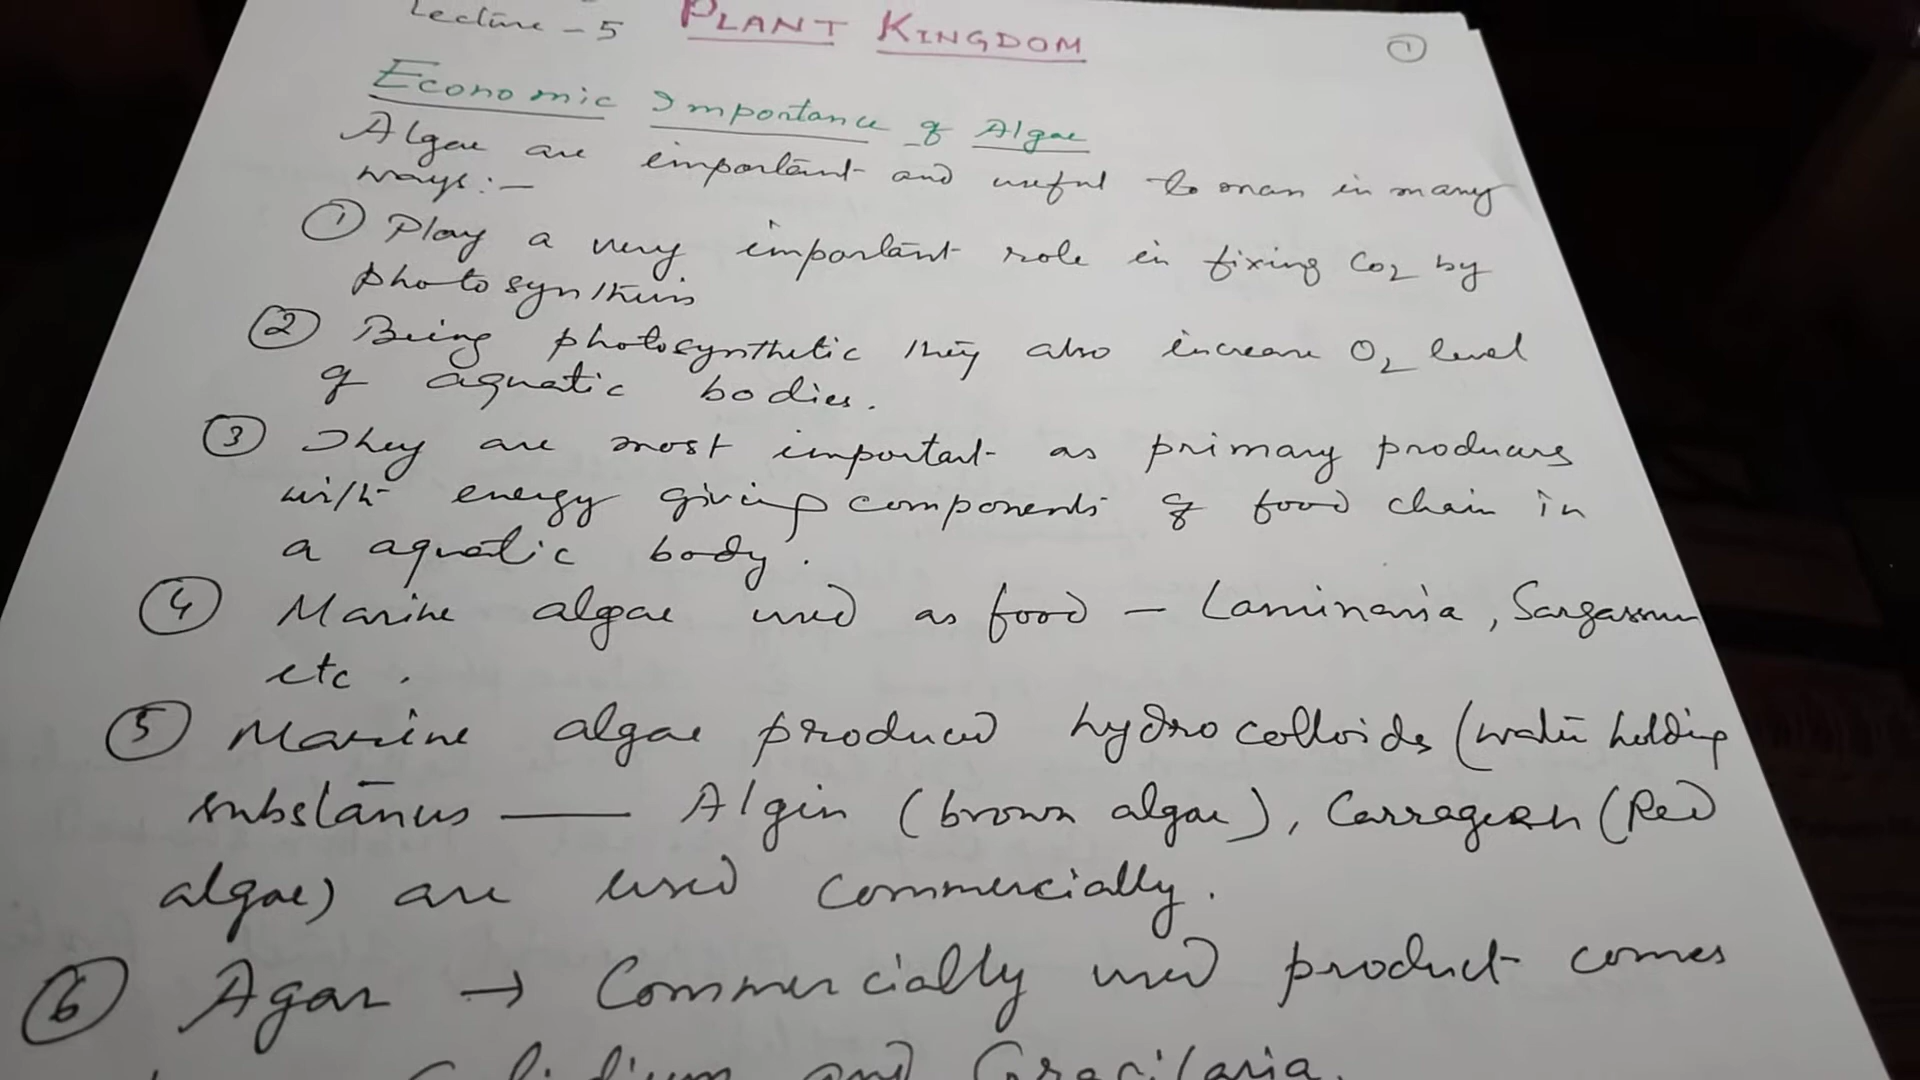 Lecture - 5 PLANT KINGDOM ①
Economic Importance of Algae
Algae are important and useful to man in many
ways :-
① Play a very important role in fixing CO₂ by
photosynthesis
② Being photosynthetic they also increase O₂ level
of aquatic bodies.
③ They are most important as primary producers
with energy giving components of food chain in
a aquatic body.
④ Marine algae used as food - Laminaria, Sargassum
etc.
⑤ Marine algae produced hydrocolloids (water holding
substances — Algin (brown algae), Carrageen (Red
algae) are used commercially.
⑥ Agar → Commercially used product comes
Gelidium and Gracilaria.